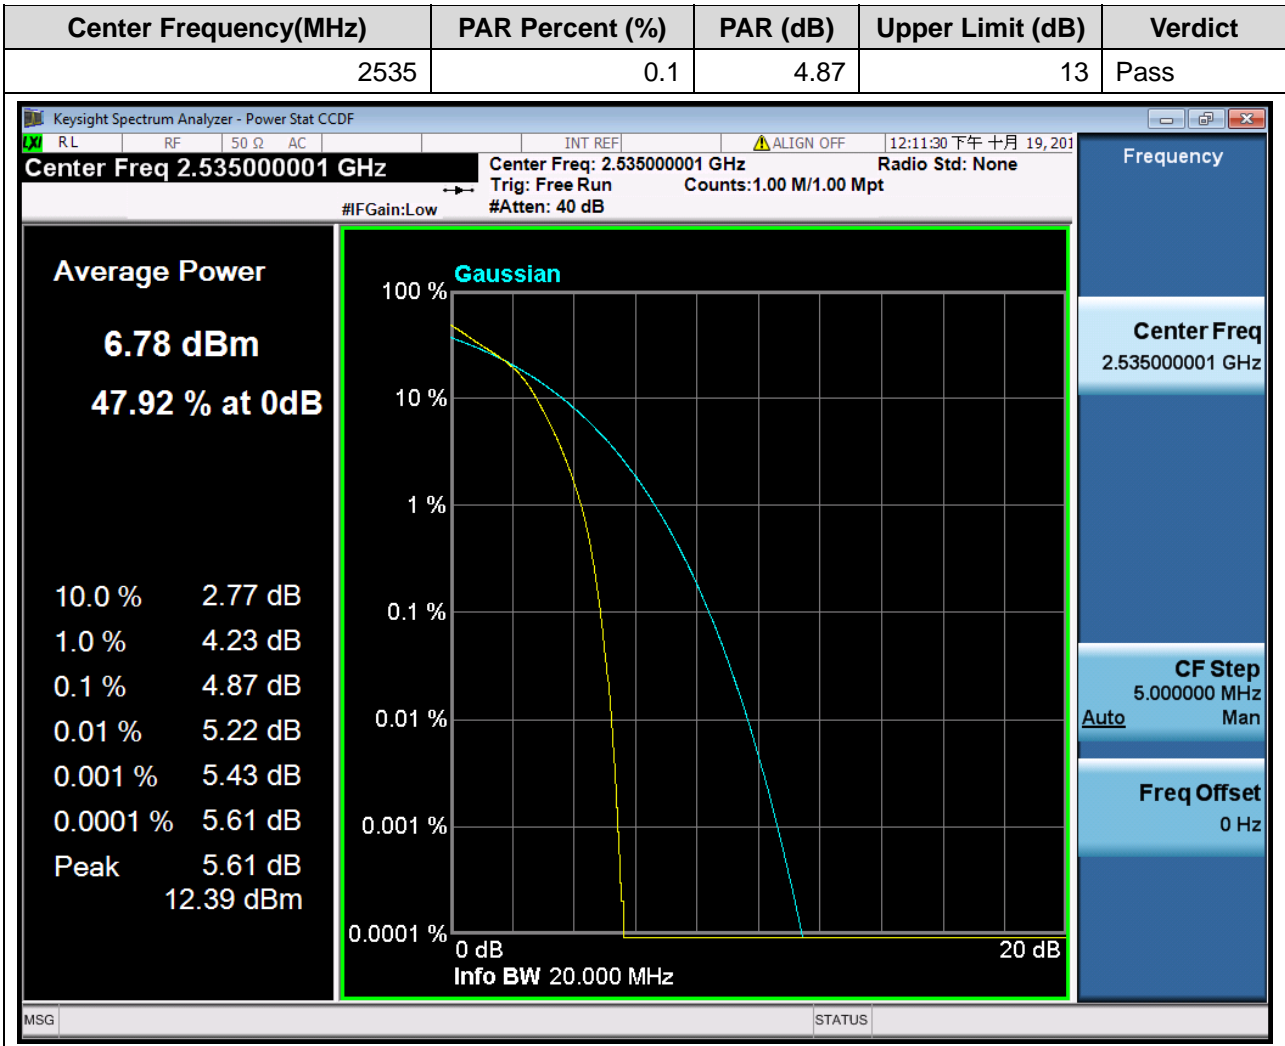 Center Frequency(MHz) PAR Percent (%) PAR (dB) Upper Limit (dB) Verdict
2535 0.1 4.87 13 Pass
Keysight Spectrum Analyzer - Power Stat CCDF
LXI RL RF 50 Ω AC INT REF ALIGN OFF 12:11:30 下午 十月 19, 201
Center Freq 2.535000001 GHz
Center Freq: 2.535000001 GHz Radio Std: None
Trig: Free Run Counts:1.00 M/1.00 Mpt
#IFGain:Low #Atten: 40 dB
Average Power
6.78 dBm
47.92 % at 0dB
10.0 % 2.77 dB
1.0 % 4.23 dB
0.1 % 4.87 dB
0.01 % 5.22 dB
0.001 % 5.43 dB
0.0001 % 5.61 dB
Peak 5.61 dB
12.39 dBm
Gaussian
100 %
10 %
1 %
0.1 %
0.01 %
0.001 %
0.0001 %
0 dB 20 dB
Info BW 20.000 MHz
Frequency
Center Freq
2.535000001 GHz
CF Step
5.000000 MHz
Auto Man
Freq Offset
0 Hz
MSG STATUS